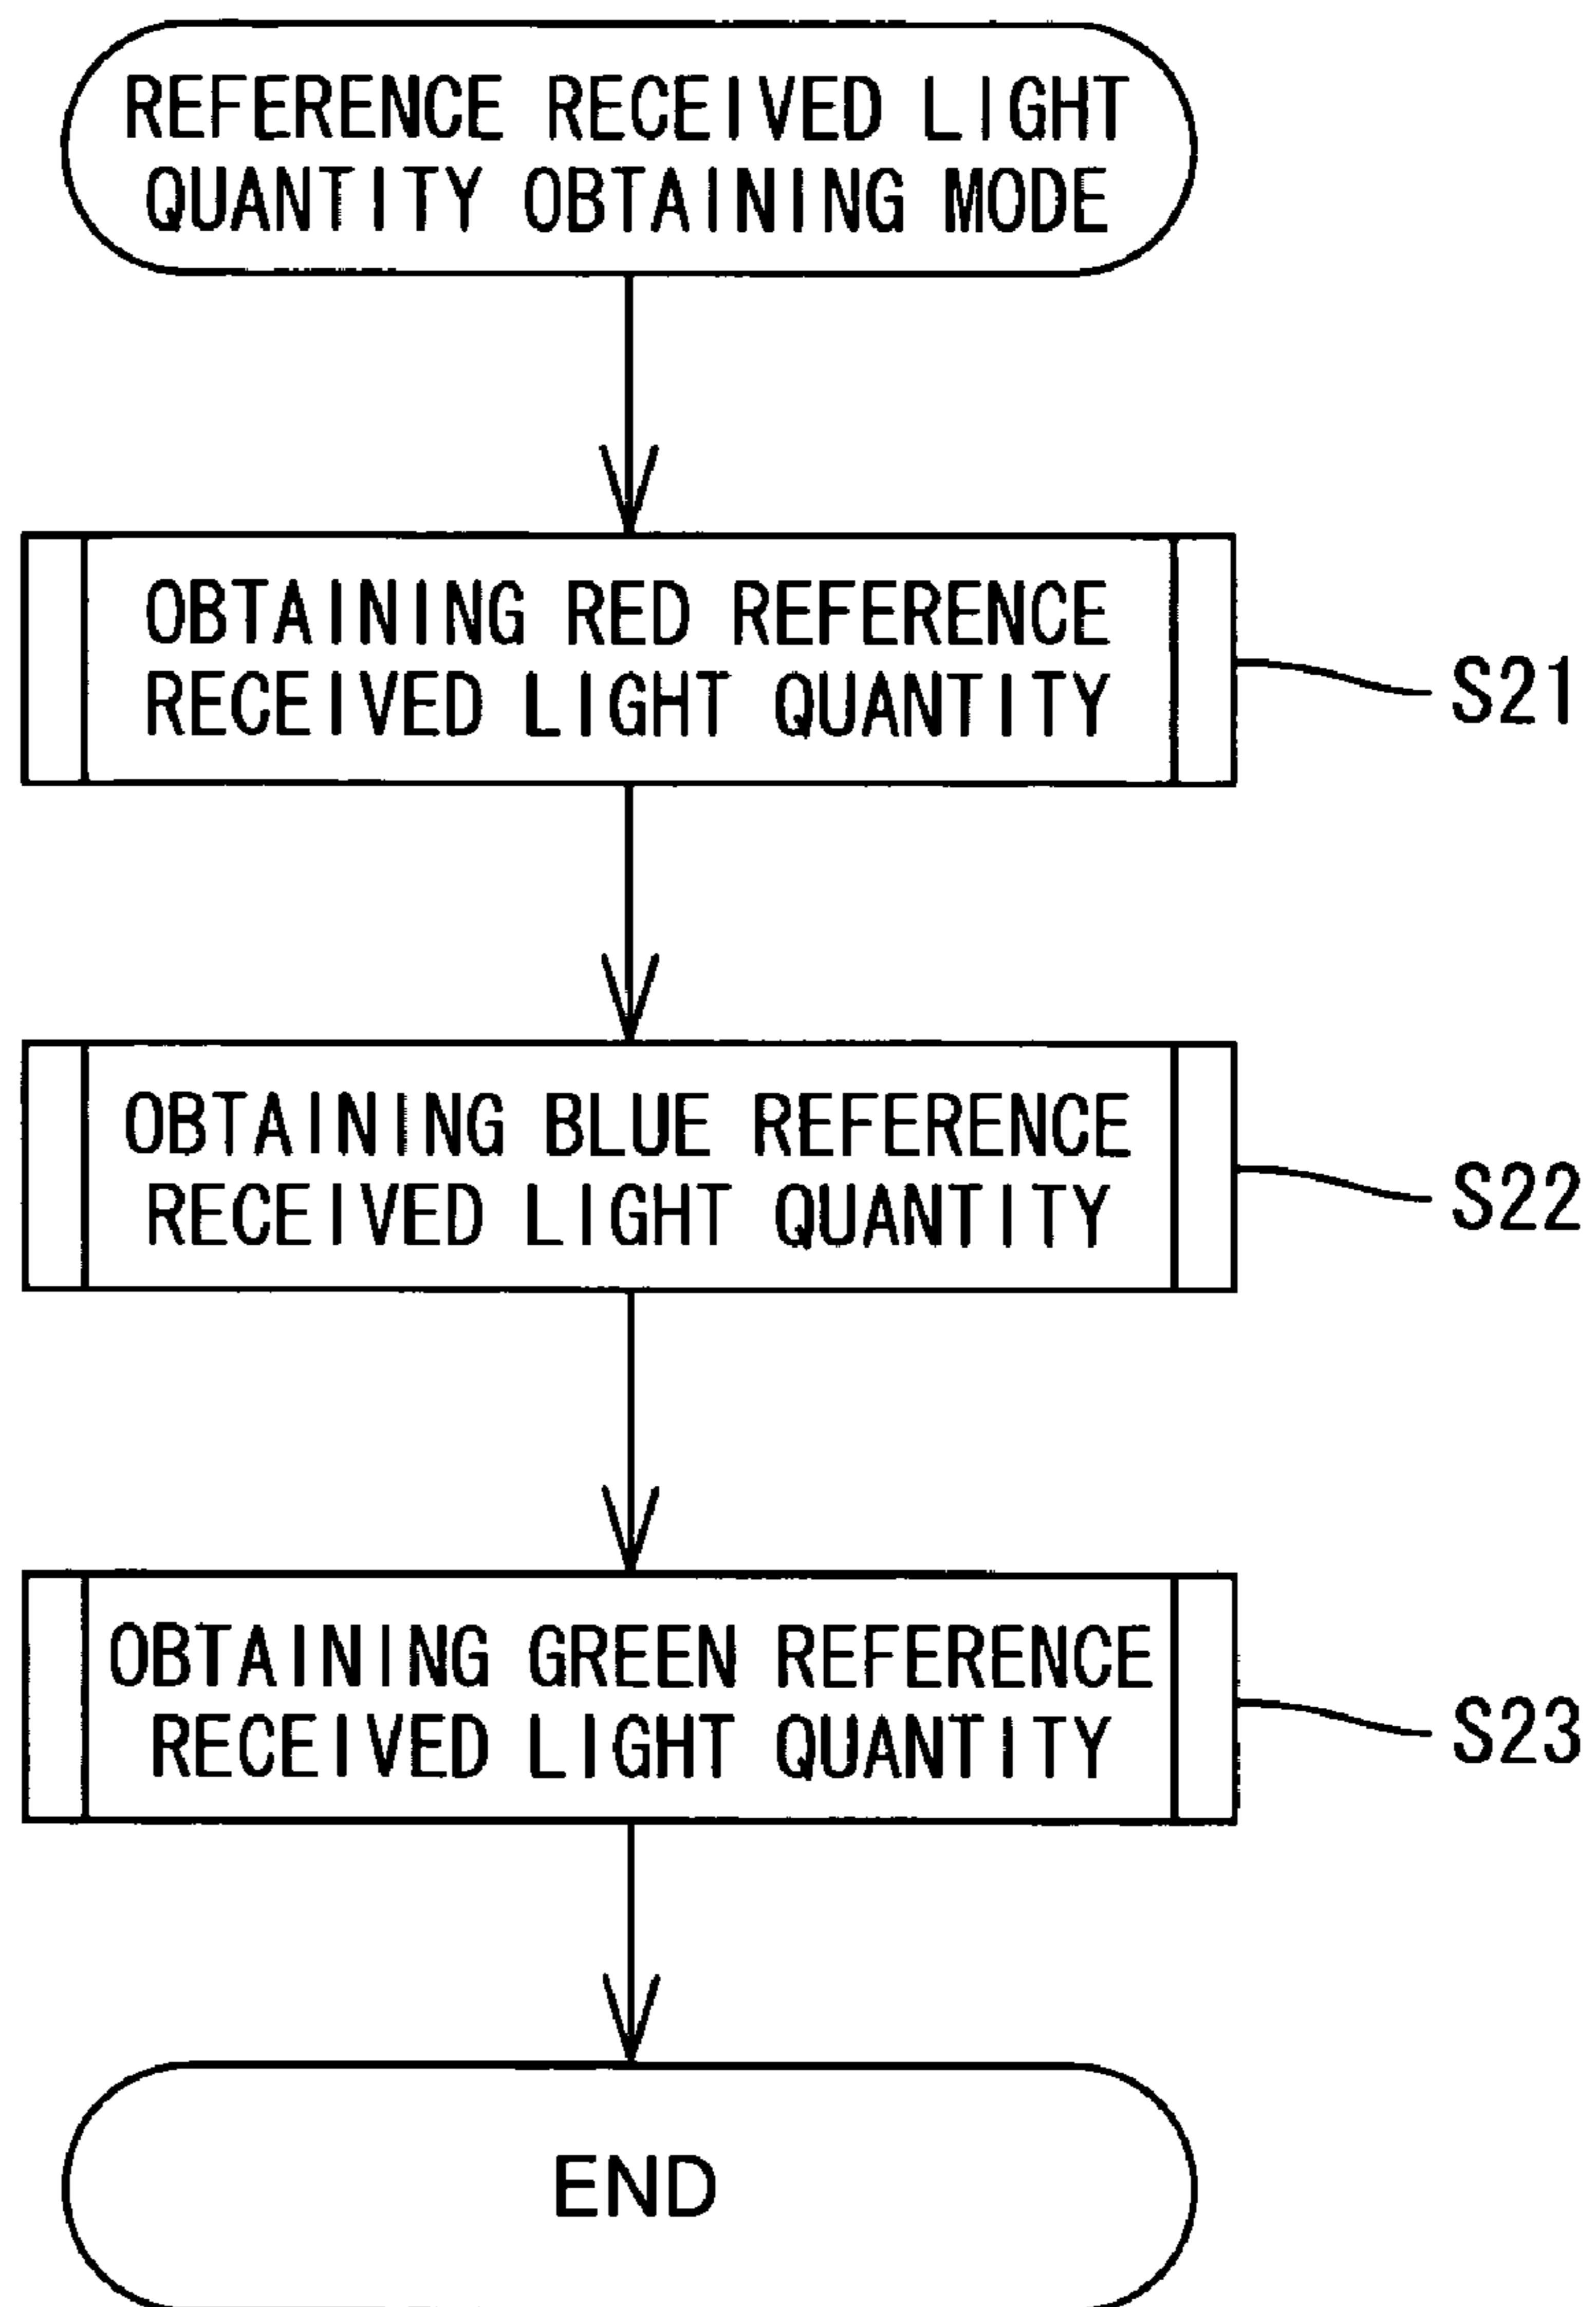 REFERENCE RECEIVED LIGHT
QUANTITY OBTAINING MODE
OBTAINING RED REFERENCE
RECEIVED LIGHT QUANTITY
S21
OBTAINING BLUE REFERENCE
RECEIVED LIGHT QUANTITY
S22
OBTAINING GREEN REFERENCE
RECEIVED LIGHT QUANTITY
S23
END